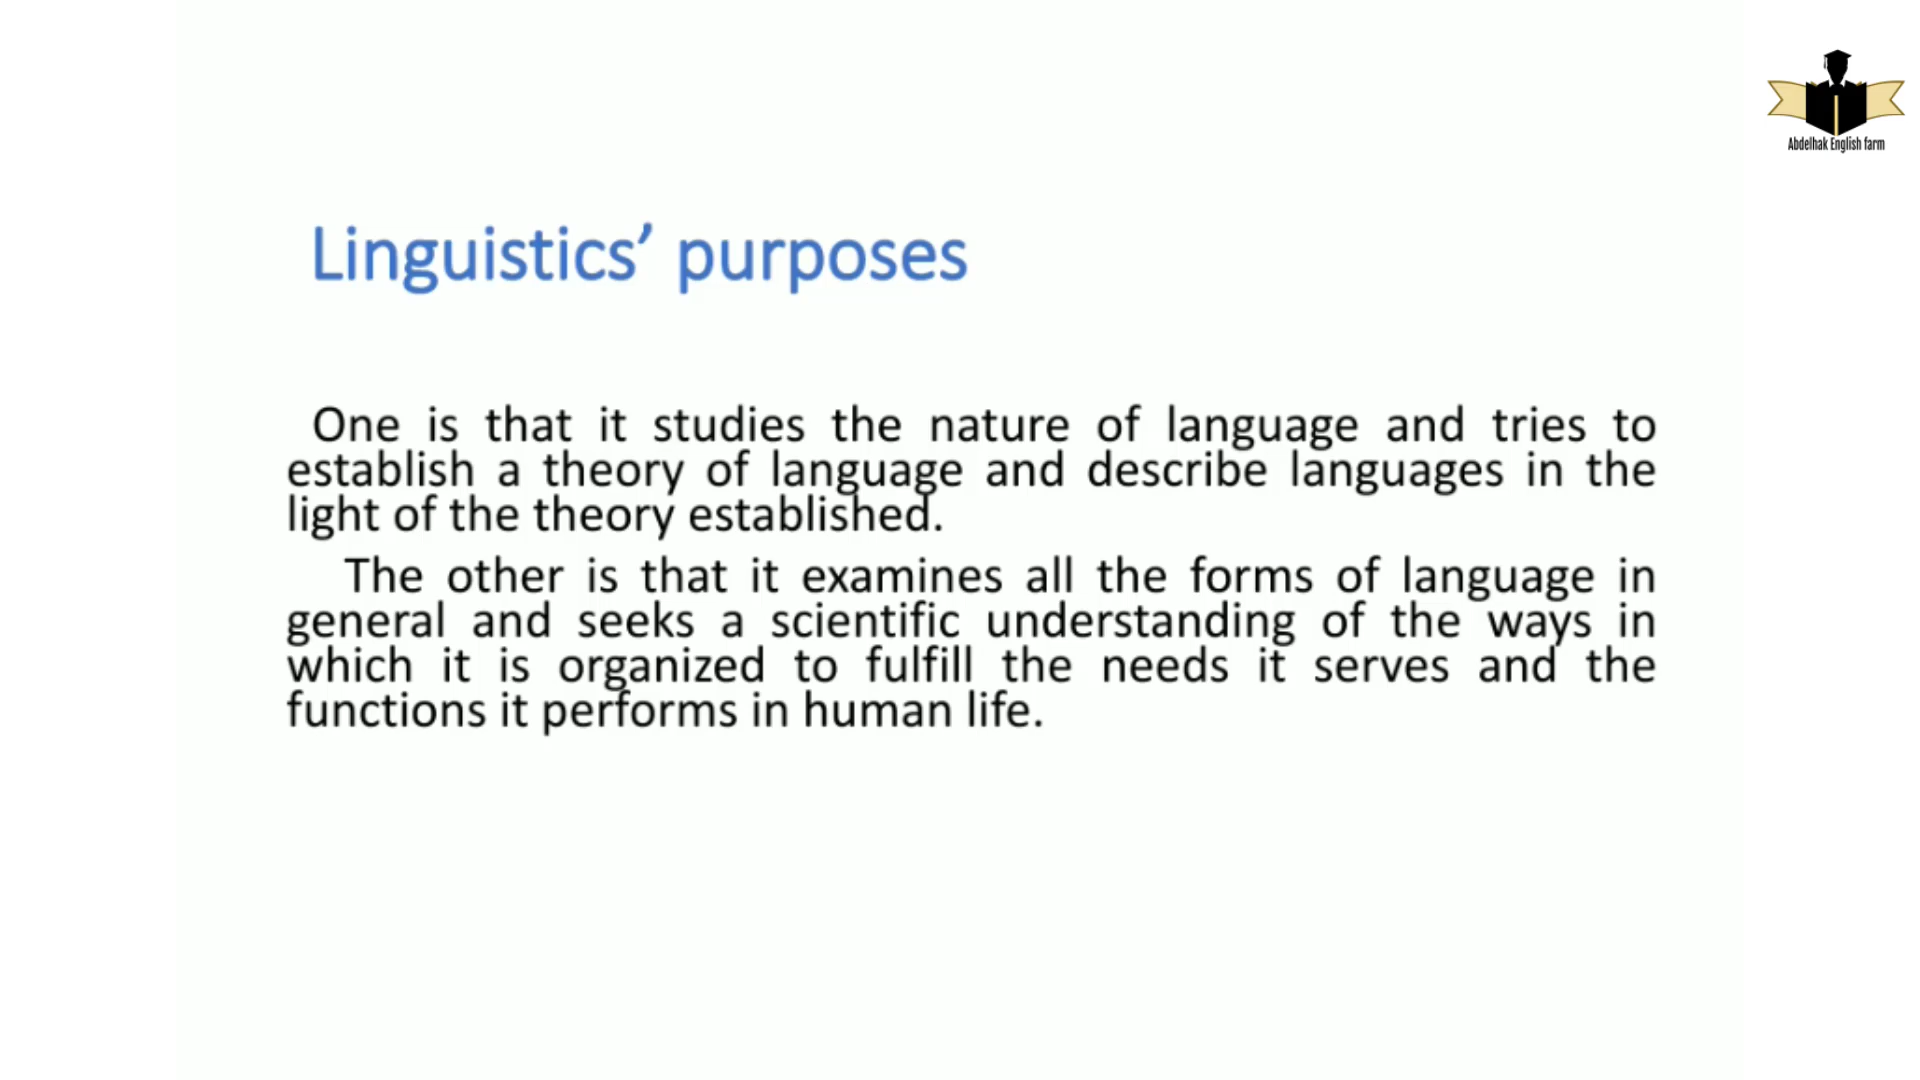 Abdelhak English farm
Linguistics’ purposes
One is that it studies the nature of language and tries to
establish a theory of language and describe languages in the
light of the theory established.
The other is that it examines all the forms of language in
general and seeks a scientific understanding of the ways in
which it is organized to fulfill the needs it serves and the
functions it performs in human life.